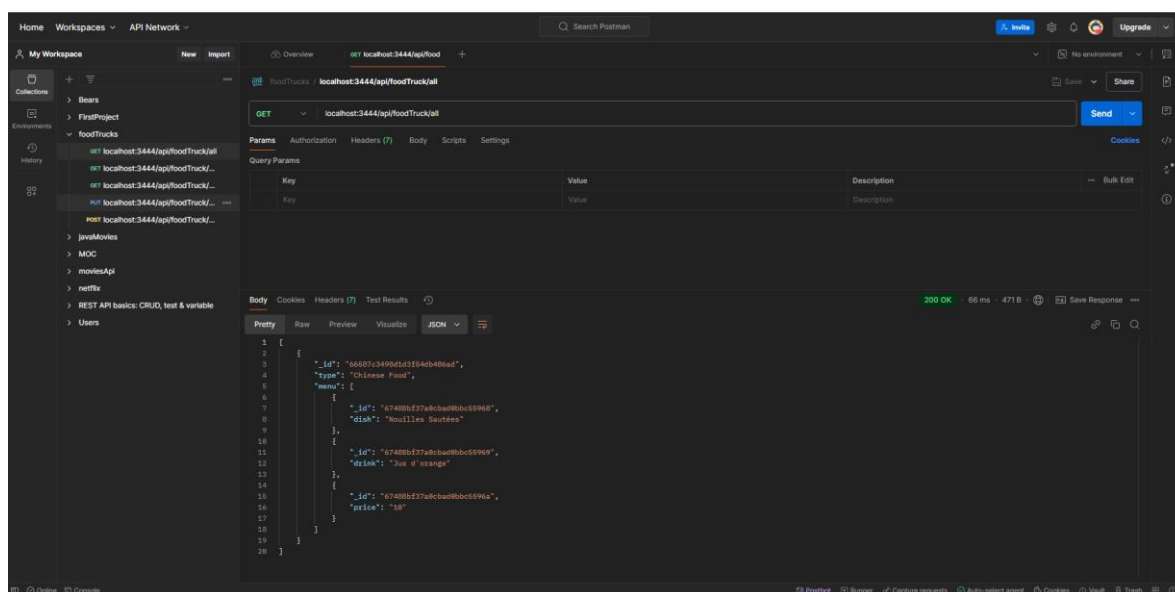 Home Workspaces API Network Search Postman Invite Upgrade
My Workspace New Import Overview GET localhost:3444/api/food No environment
Collections
Environments
History
Bears
FirstProject
foodTrucks
GET localhost:3444/api/foodTruck/all
GET localhost:3444/api/foodTruck/...
GET localhost:3444/api/foodTruck/...
PUT localhost:3444/api/foodTruck/...
POST localhost:3444/api/foodTruck/...
javaMovies
MOC
moviesApi
netflix
REST API basics: CRUD, test & variable
Users
foodTrucks / localhost:3444/api/foodTruck/all Save Share
GET localhost:3444/api/foodTruck/all Send
Params Authorization Headers (7) Body Scripts Settings Cookies
Query Params
Key Value Description Bulk Edit
Key Value Description
Body Cookies Headers (7) Test Results 200 OK 66 ms 471 B Save Response
Pretty Raw Preview Visualize JSON
1 [
2 {
3 "_id": "66587c3498d1d3f54db486ad",
4 "type": "Chinese Food",
5 "menu": [
6 {
7 "_id": "67488bf37a0cbad0bbc55968",
8 "dish": "Nouilles Sautées"
9 },
10 {
11 "_id": "67488bf37a0cbad0bbc55969",
12 "drink": "Jus d'orange"
13 },
14 {
15 "_id": "67488bf37a0cbad0bbc5596a",
16 "price": "10"
17 }
18 ]
19 }
20 ]
Online Console Postbot Runner Capture requests Auto-select agent Cookies Vault Trash